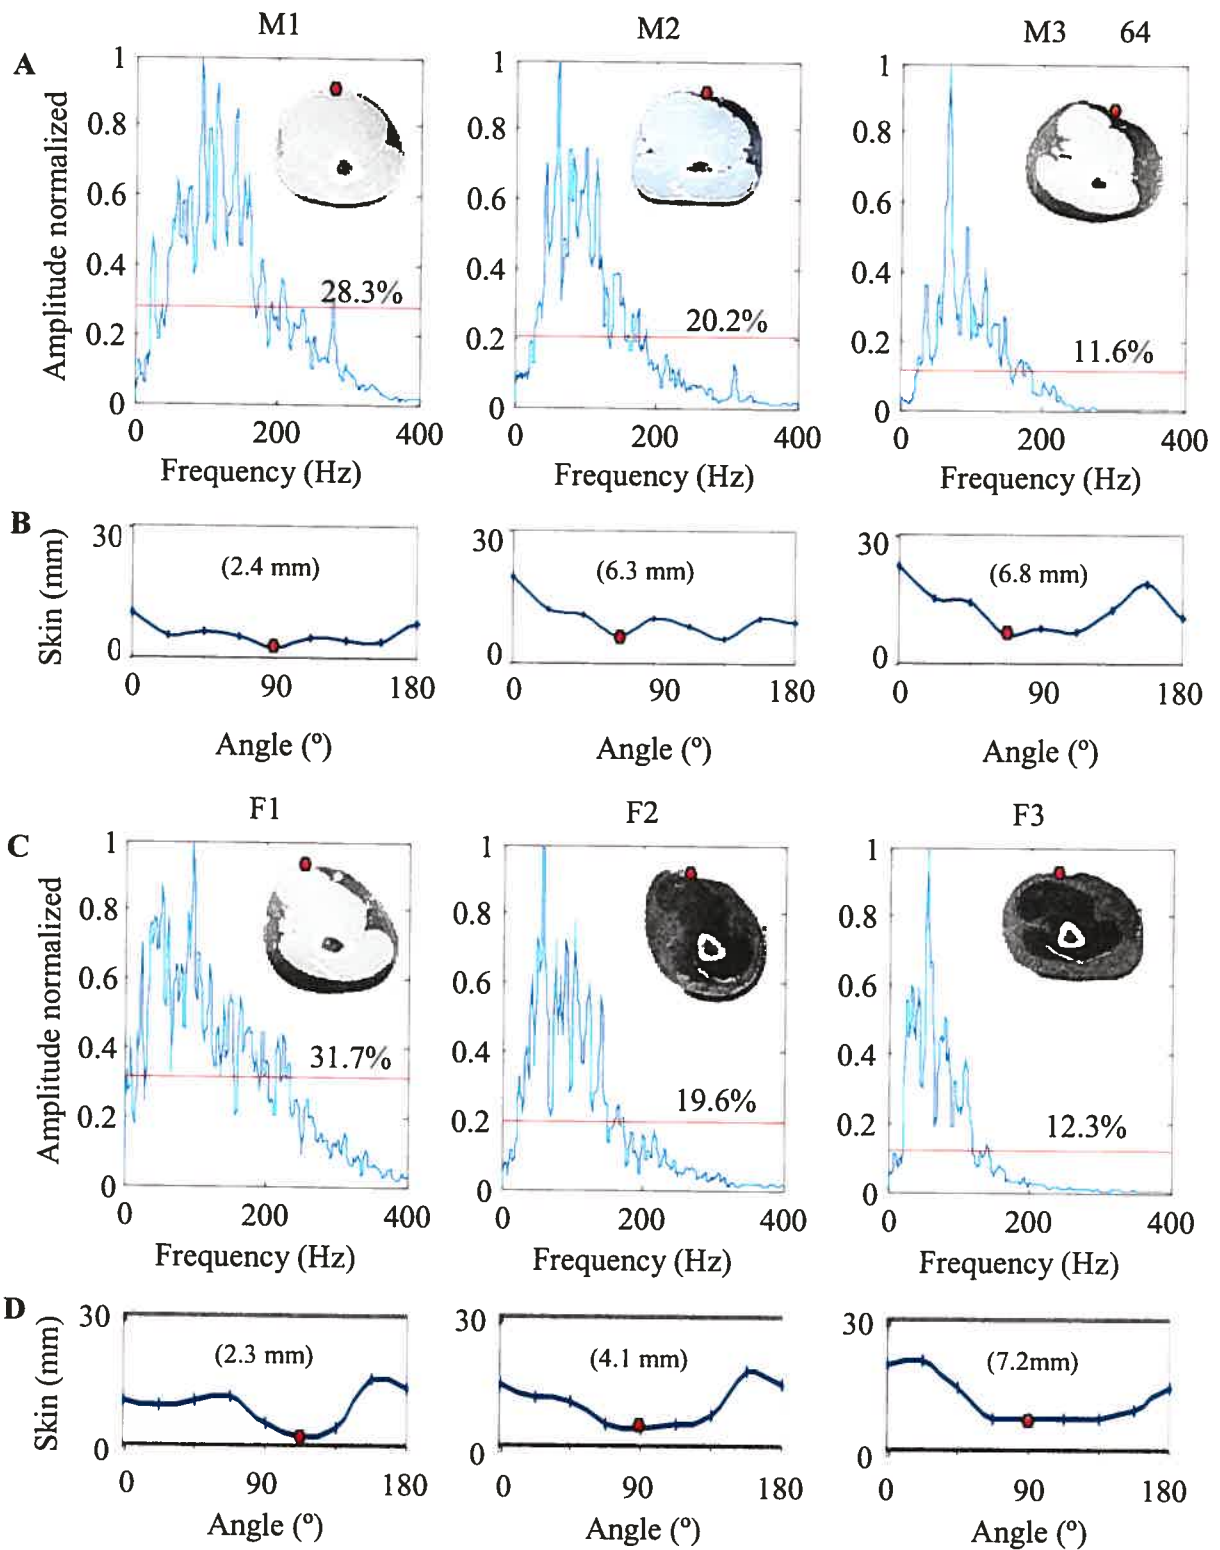 M1 M2 M3 64
A
Amplitude normalized
1 0.8 0.6 0.4 0.2 0
28.3%
0 200 400
Frequency (Hz)
1 0.8 0.6 0.4 0.2 0
20.2%
0 200 400
Frequency (Hz)
1 0.8 0.6 0.4 0.2 0
11.6%
0 200 400
Frequency (Hz)
B
Skin (mm)
30 0
(2.4 mm)
0 90 180
Angle (º)
30 0
(6.3 mm)
0 90 180
Angle (º)
30 0
(6.8 mm)
0 90 180
Angle (º)
F1 F2 F3
C
Amplitude normalized
1 0.8 0.6 0.4 0.2 0
31.7%
0 200 400
Frequency (Hz)
1 0.8 0.6 0.4 0.2 0
19.6%
0 200 400
Frequency (Hz)
1 0.8 0.6 0.4 0.2 0
12.3%
0 200 400
Frequency (Hz)
D
Skin (mm)
30 0
(2.3 mm)
0 90 180
Angle (º)
30 0
(4.1 mm)
0 90 180
Angle (º)
30 0
(7.2mm)
0 90 180
Angle (º)